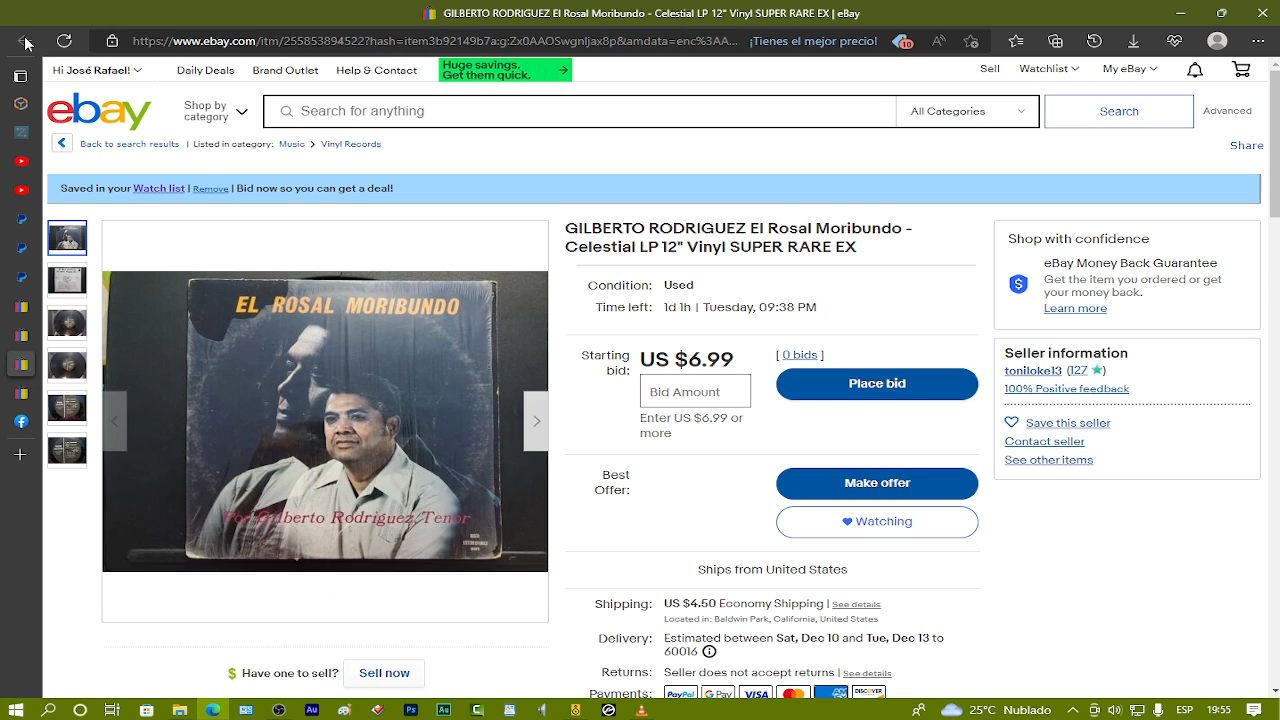 GILBERTO RODRIGUEZ El Rosal Moribundo - Celestial LP 12" Vinyl SUPER RARE EX | eBay
https://www.ebay.com/itm/255853894522?hash=item3b92149b7a:g:Zx0AAOSwgnljax8p&amdata=enc%3AA...
¡Tienes el mejor precio!
10
Hi José Rafael!
Daily Deals
Brand Outlet
Help & Contact
Huge savings.
Get them quick.
Sell
Watchlist
My eBay
ebay
Shop by
category
Search for anything
All Categories
Search
Advanced
Back to search results | Listed in category: Music > Vinyl Records
Share
Saved in your Watch list | Remove | Bid now so you can get a deal!
EL ROSAL MORIBUNDO
Por Gilberto Rodriguez, Tenor
GILBERTO RODRIGUEZ El Rosal Moribundo -
Celestial LP 12" Vinyl SUPER RARE EX
Condition: Used
Time left: 1d 1h | Tuesday, 09:38 PM
Starting
bid:
US $6.99
[ 0 bids ]
Bid Amount
Place bid
Enter US $6.99 or
more
Best
Offer:
Make offer
Watching
Ships from United States
Shipping: US $4.50 Economy Shipping | See details
Located in: Baldwin Park, California, United States
Delivery: Estimated between Sat, Dec 10 and Tue, Dec 13 to
60016
Returns: Seller does not accept returns | See details
Payments: PayPal G Pay VISA DISCOVER
Shop with confidence
eBay Money Back Guarantee
Get the item you ordered or get
your money back.
Learn more
Seller information
toniloke13 (127)
100% Positive feedback
Save this seller
Contact seller
See other items
$ Have one to sell? Sell now
Au
Ps
Au
25°C Nublado
ESP
19:55